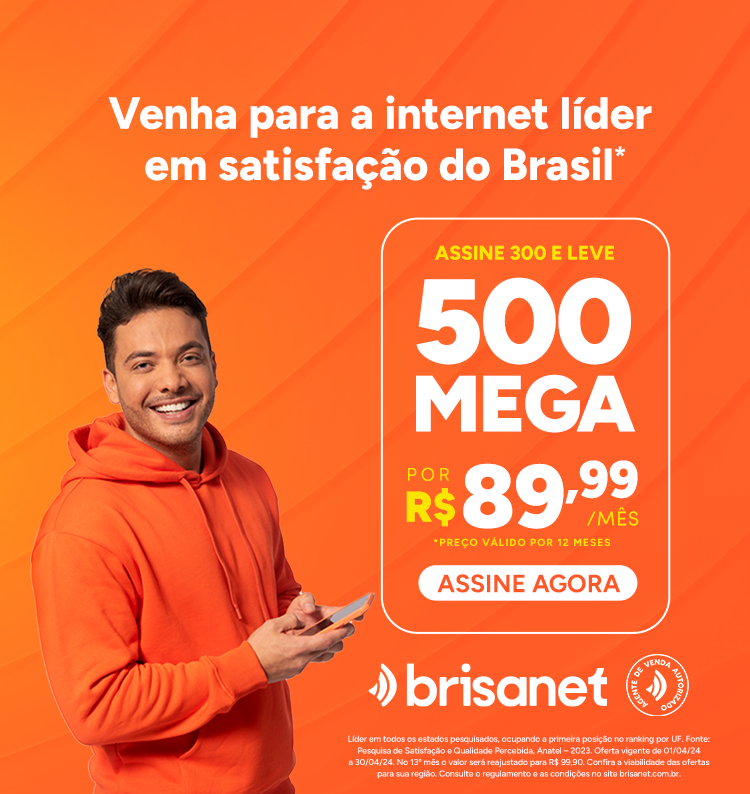 Venha para a internet líder
em satisfação do Brasil*
ASSINE 300 E LEVE
500
MEGA
POR
R$ 89,99
/MÊS
*PREÇO VÁLIDO POR 12 MESES
ASSINE AGORA
brisanet
AGENTE DE VENDA AUTORIZADO
Líder em todos os estados pesquisados, ocupando a primeira posição no ranking por UF. Fonte:
Pesquisa de Satisfação e Qualidade Percebida, Anatel – 2023. Oferta vigente de 01/04/24
a 30/04/24. No 13º mês o valor será reajustado para R$ 99,90. Confira a viabilidade das ofertas
para sua região. Consulte o regulamento e as condições no site brisanet.com.br.